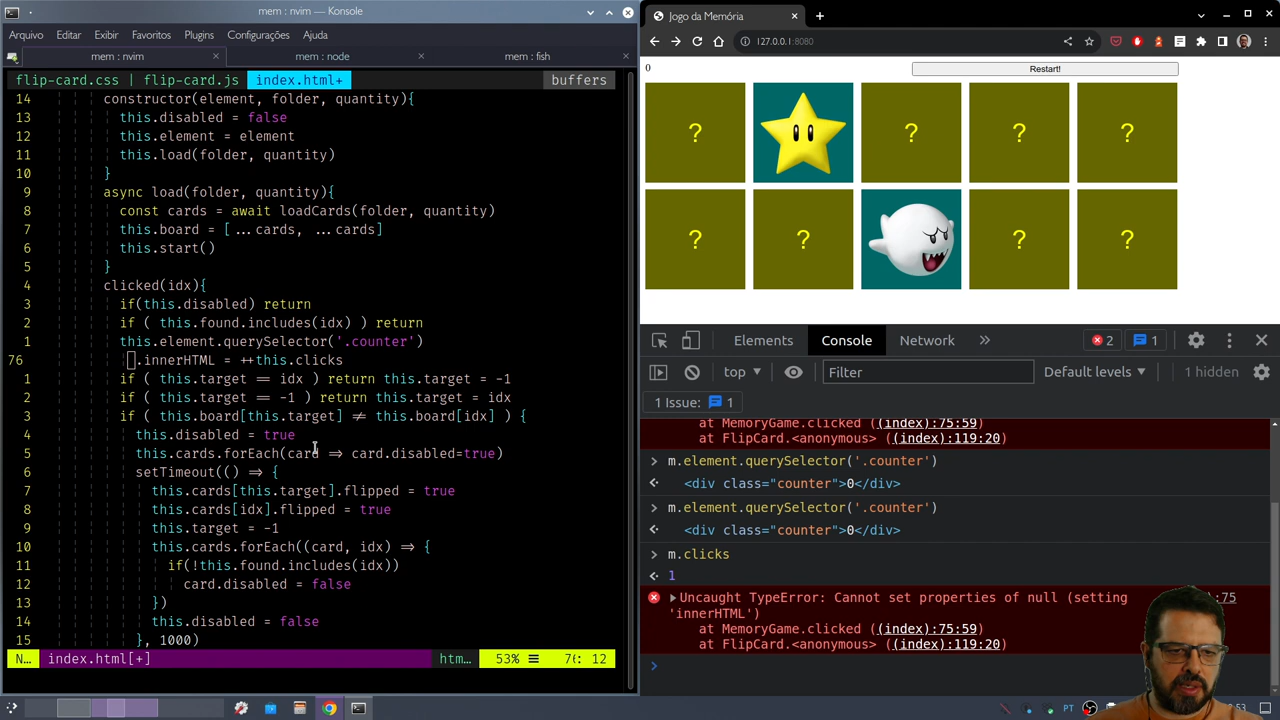 mem : nvim — Konsole
Arquivo Editar Exibir Favoritos Plugins Configurações Ajuda
mem : nvim mem : node mem : fish
flip-card.css | flip-card.js index.html+ buffers
14 constructor(element, folder, quantity){
13 this.disabled = false
12 this.element = element
11 this.load(folder, quantity)
10 }
9 async load(folder, quantity){
8 const cards = await loadCards(folder, quantity)
7 this.board = [ ...cards, ...cards]
6 this.start()
5 }
4 clicked(idx){
3 if(this.disabled) return
2 if ( this.found.includes(idx) ) return
1 this.element.querySelector('.counter')
76 .innerHTML = ++this.clicks
1 if ( this.target == idx ) return this.target = -1
2 if ( this.target == -1 ) return this.target = idx
3 if ( this.board[this.target] ≠ this.board[idx] ) {
4 this.disabled = true
5 this.cards.forEach(card ⇒ card.disabled=true)
6 setTimeout(() ⇒ {
7 this.cards[this.target].flipped = true
8 this.cards[idx].flipped = true
9 this.target = -1
10 this.cards.forEach((card, idx) ⇒ {
11 if(!this.found.includes(idx))
12 card.disabled = false
13 })
14 this.disabled = false
15 }, 1000)
N… index.html[+] htm… 53% ☰ 76: 12
Jogo da Memória
127.0.0.1:8080
0 Restart!
? ? ? ?
? ? ? ?
Elements Console Network 2 1
top Filter Default levels 1 hidden
1 Issue: 1
at MemoryGame.clicked ((index):75:59)
at FlipCard.<anonymous> ((index):119:20)
m.element.querySelector('.counter')
<div class="counter">0</div>
m.element.querySelector('.counter')
<div class="counter">0</div>
m.clicks
1
Uncaught TypeError: Cannot set properties of null (setting :75
'innerHTML')
at MemoryGame.clicked ((index):75:59)
at FlipCard.<anonymous> ((index):119:20)
PT :53